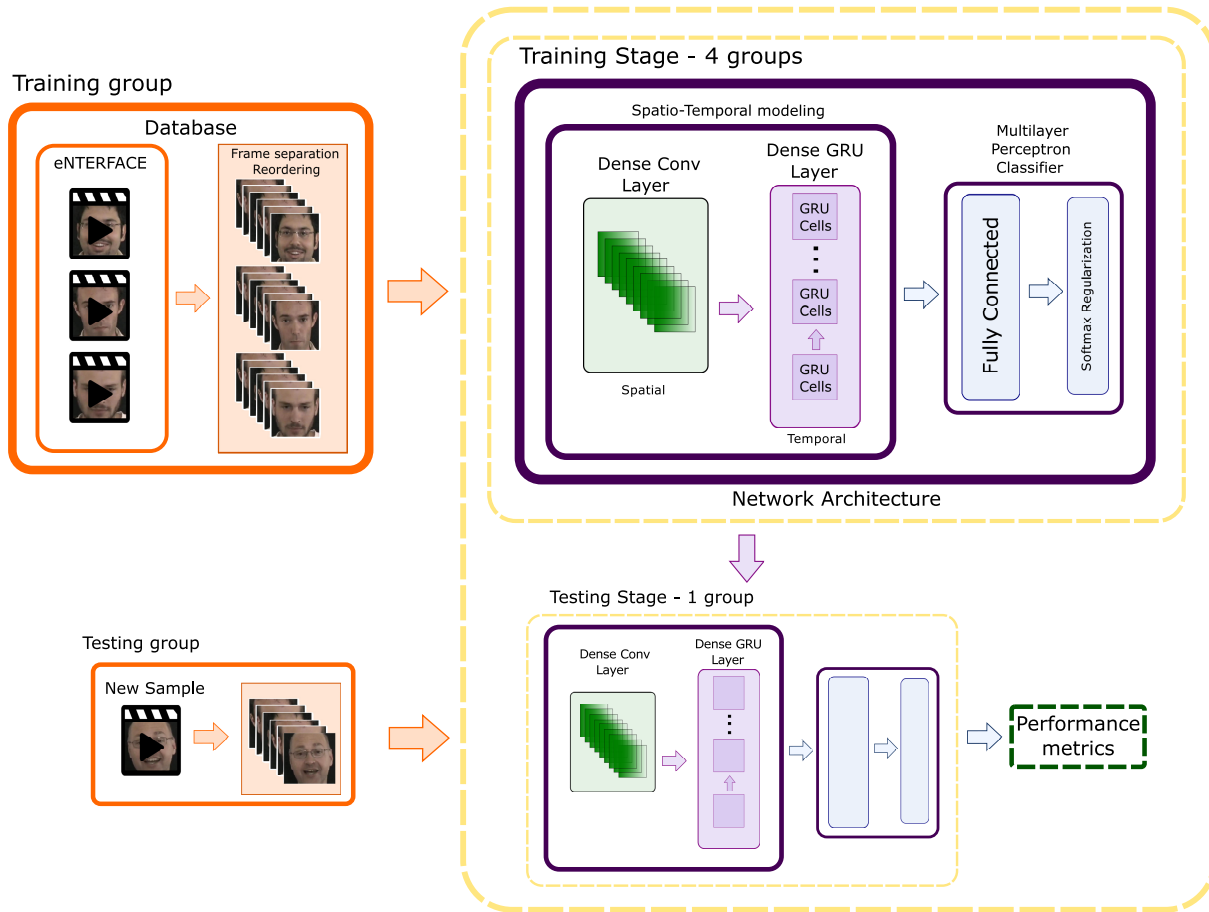 Training group
Database
eNTERFACE
Frame separation
Reordering
Training Stage - 4 groups
Spatio-Temporal modeling
Dense Conv
Layer
Spatial
Dense GRU
Layer
GRU
Cells
GRU
Cells
GRU
Cells
Temporal
Multilayer
Perceptron
Classifier
Fully Connected
Softmax Regularization
Network Architecture
Testing group
New Sample
Testing Stage - 1 group
Dense Conv
Layer
Dense GRU
Layer
Performance
metrics